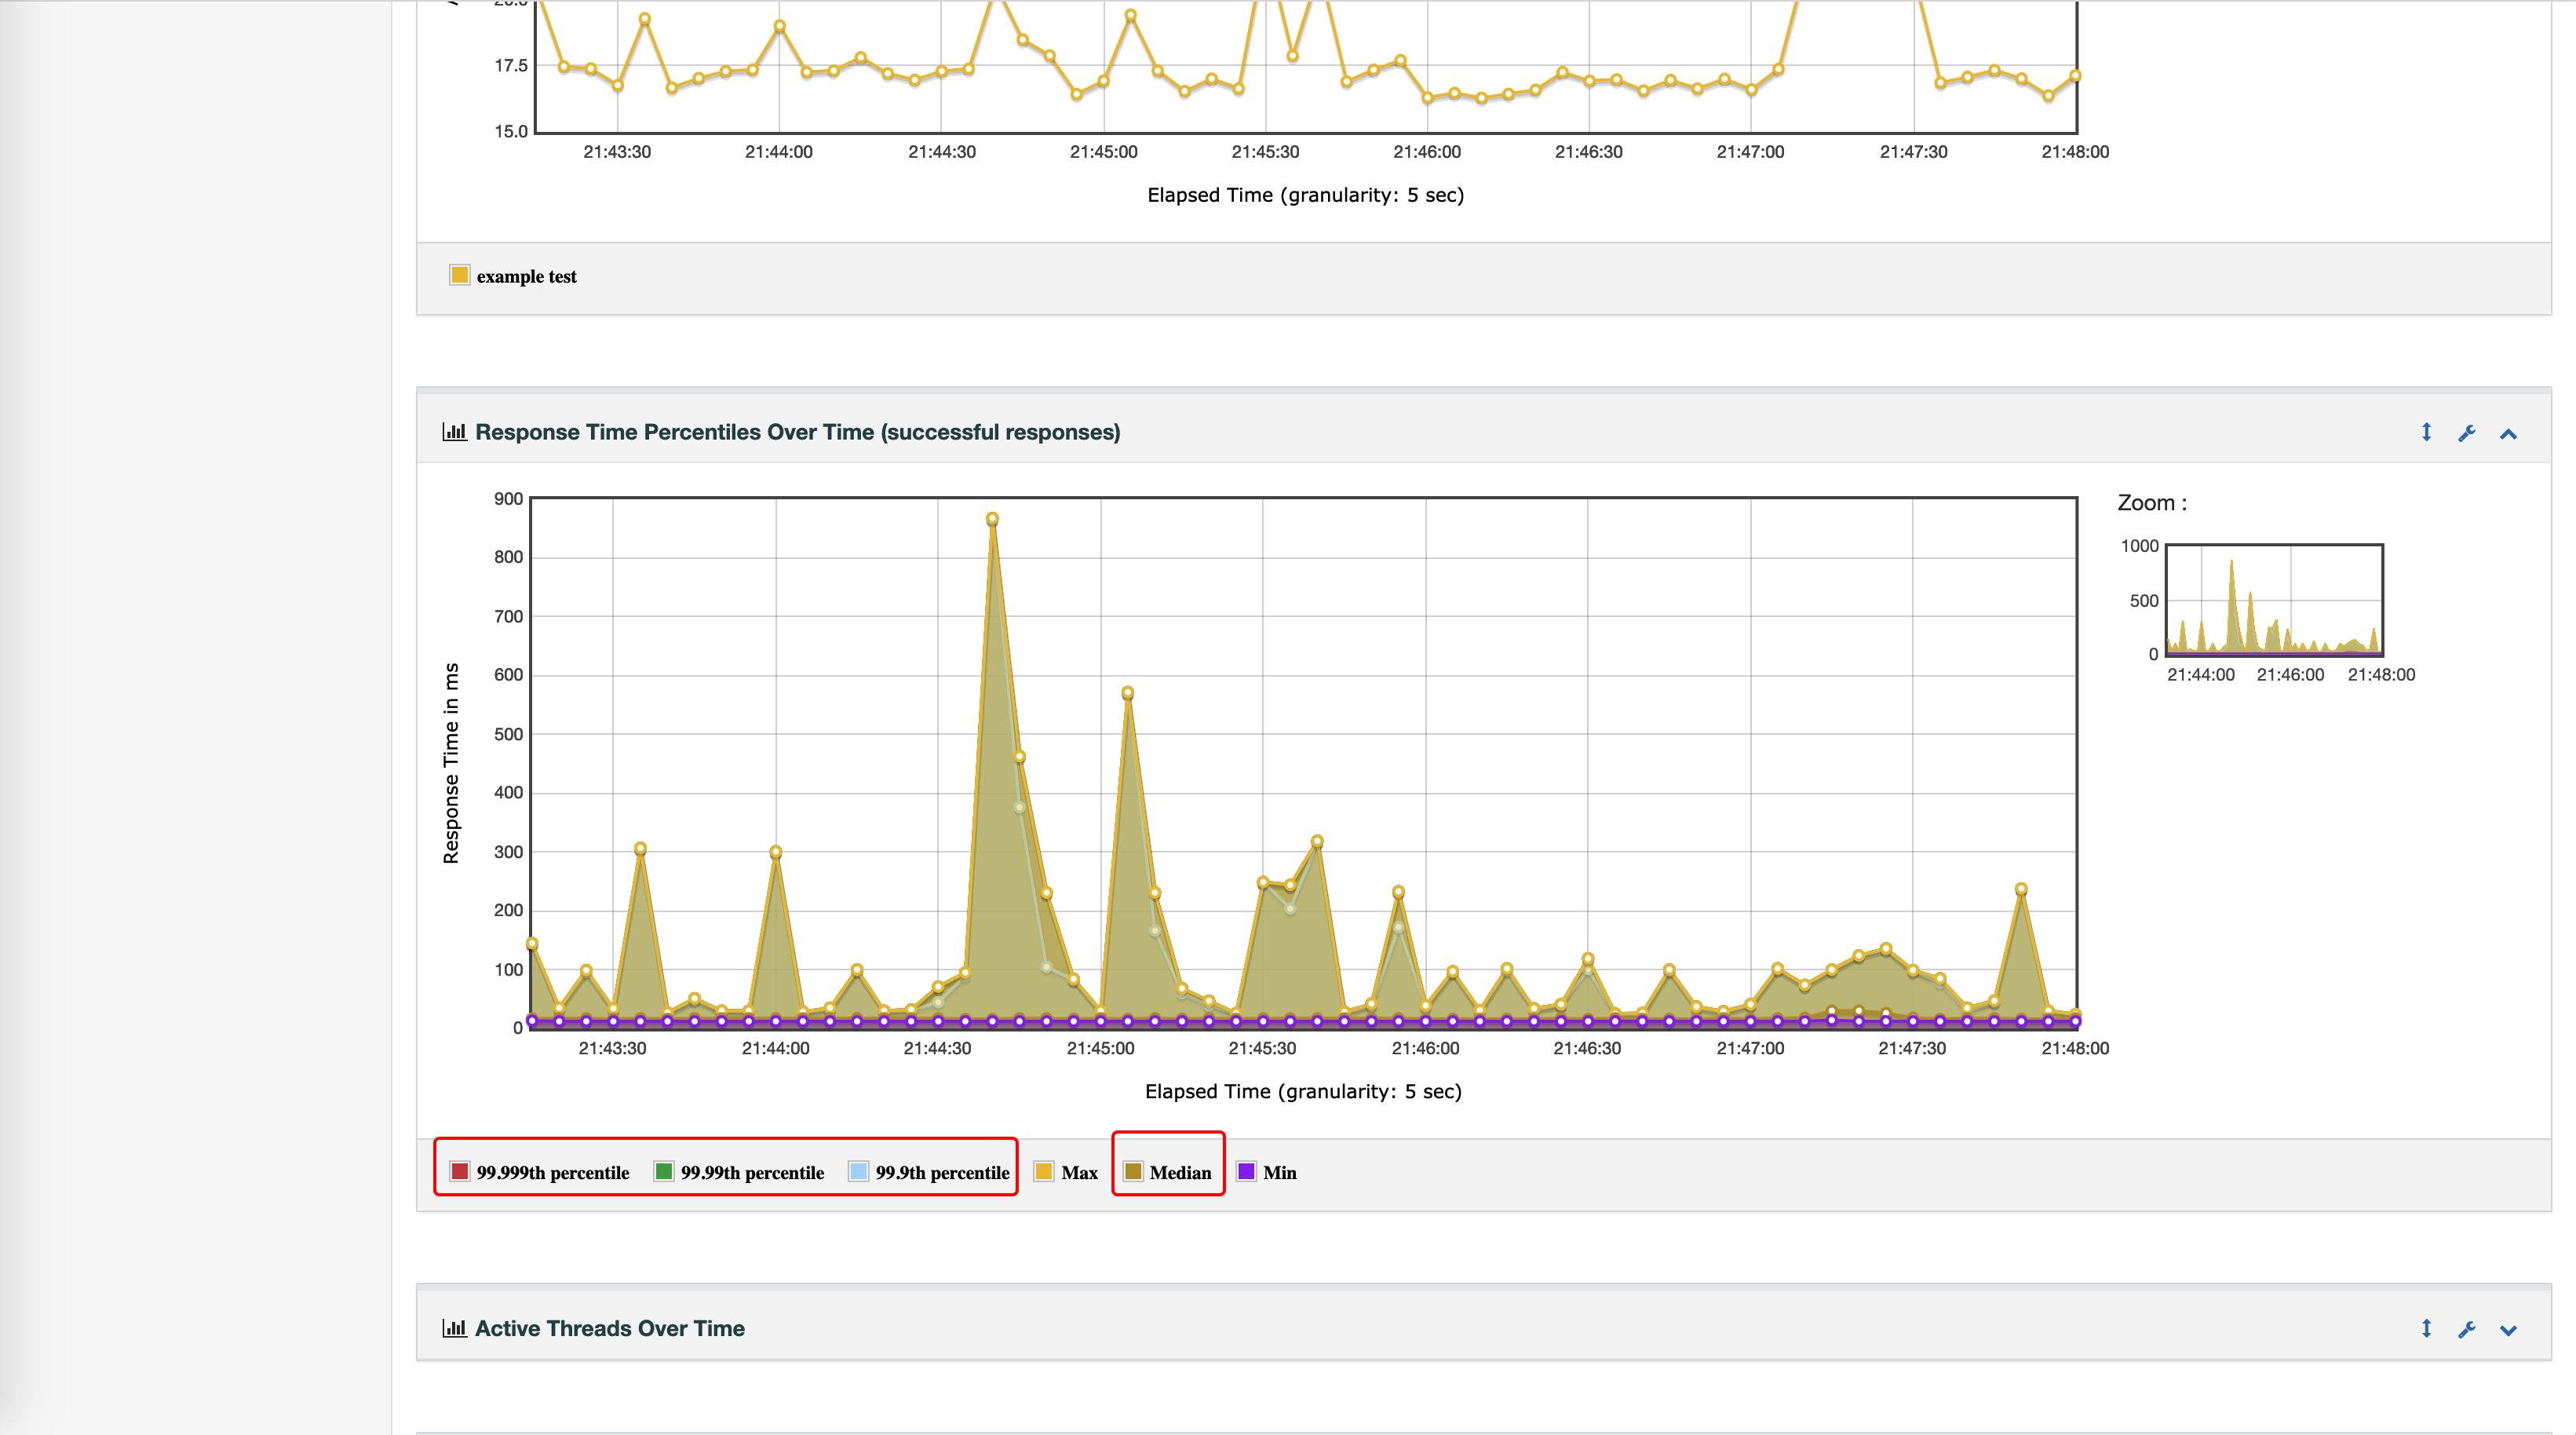 20.0
17.5
15.0
21:43:30 21:44:00 21:44:30 21:45:00 21:45:30 21:46:00 21:46:30 21:47:00 21:47:30 21:48:00
Elapsed Time (granularity: 5 sec)
example test
Response Time Percentiles Over Time (successful responses)
900
800
700
600
500
400
300
200
100
0
Response Time in ms
21:43:30 21:44:00 21:44:30 21:45:00 21:45:30 21:46:00 21:46:30 21:47:00 21:47:30 21:48:00
Elapsed Time (granularity: 5 sec)
Zoom :
1000
500
0
21:44:00 21:46:00 21:48:00
99.999th percentile 99.99th percentile 99.9th percentile Max Median Min
Active Threads Over Time